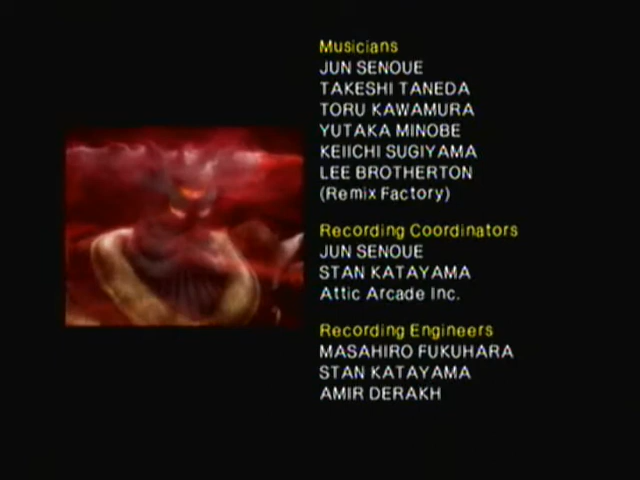 Musicians
JUN SENOUE
TAKESHI TANEDA
TORU KAWAMURA
YUTAKA MINOBE
KEIICHI SUGIYAMA
LEE BROTHERTON
(Remix Factory)
Recording Coordinators
JUN SENOUE
STAN KATAYAMA
Attic Arcade Inc.
Recording Engineers
MASAHIRO FUKUHARA
STAN KATAYAMA
AMIR DERAKH